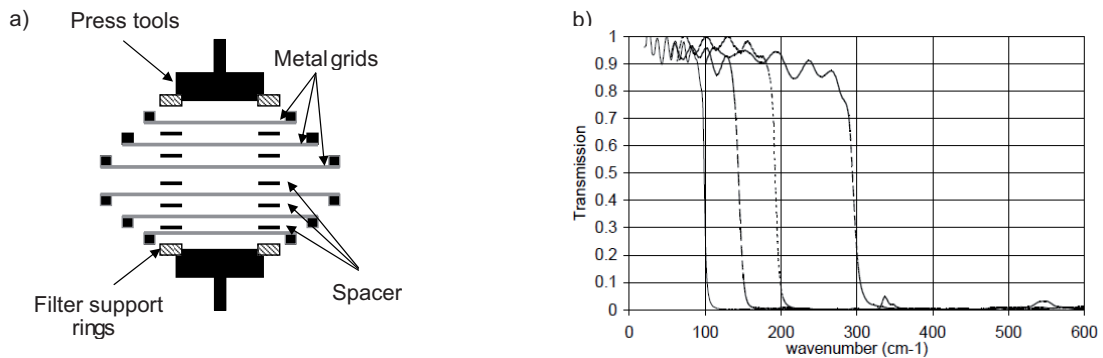 a)
Press tools
Metal grids
Filter support
rings
Spacer
b)
1
0.9
0.8
0.7
0.6
0.5
0.4
0.3
0.2
0.1
0
Transmission
0 100 200 300 400 500 600
wavenumber (cm-1)